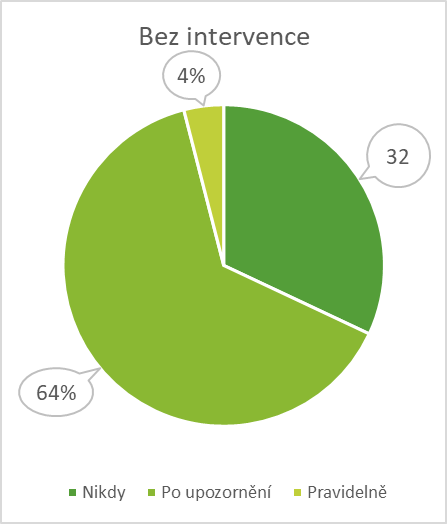 Bez intervence
4%
32
64%
Nikdy
Po upozornění
Pravidelně